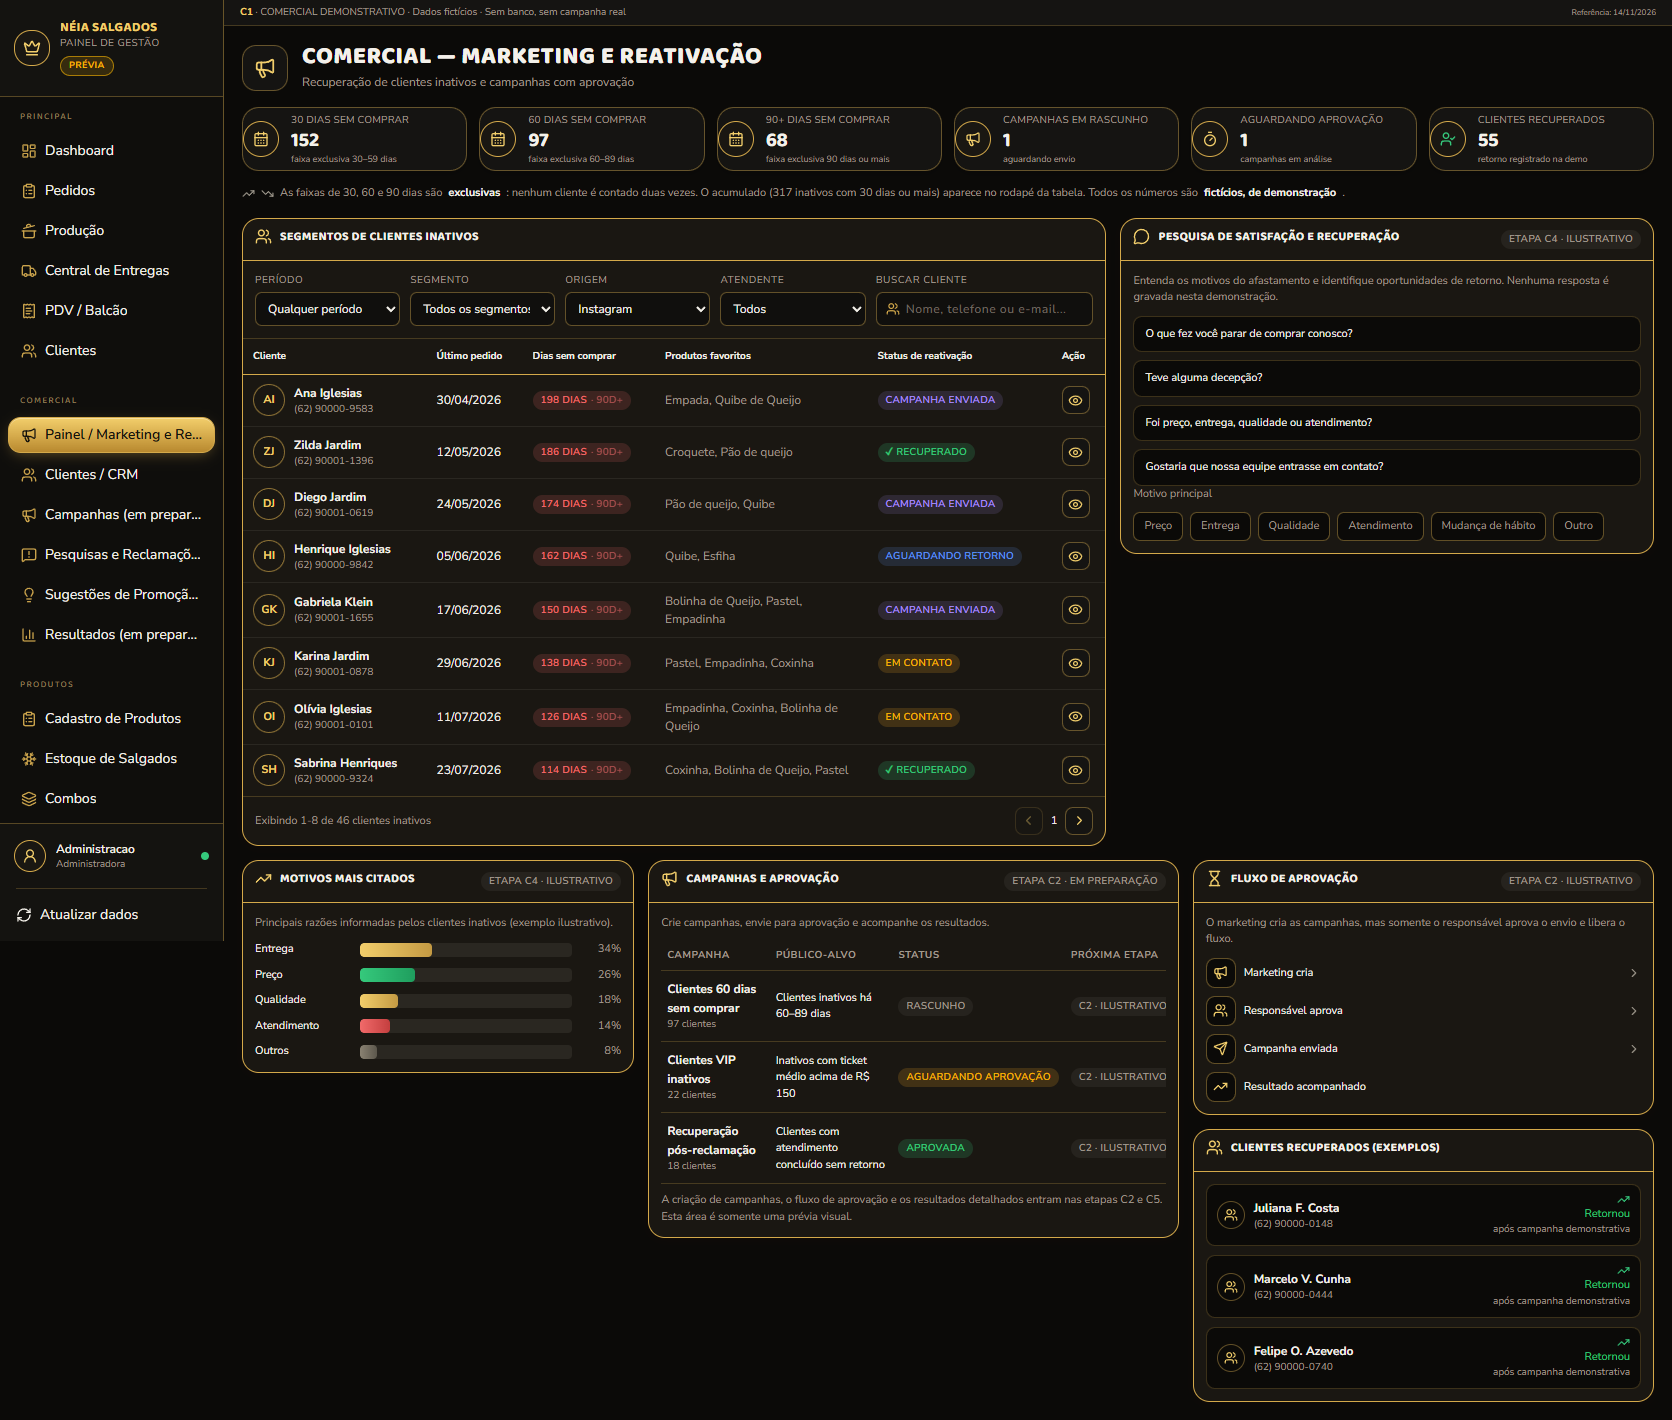 NÉIA SALGADOS
PAINEL DE GESTÃO
PRÉVIA
PRINCIPAL
Dashboard
Pedidos
Produção
Central de Entregas
PDV / Balcão
Clientes
COMERCIAL
Painel / Marketing e Re...
Clientes / CRM
Campanhas (em prepar...
Pesquisas e Reclamaçõ...
Sugestões de Promoçã...
Resultados (em prepar...
PRODUTOS
Cadastro de Produtos
Estoque de Salgados
Combos
Administracao
Administradora
Atualizar dados
C1 · COMERCIAL DEMONSTRATIVO · Dados fictícios · Sem banco, sem campanha real
Referência: 14/11/2026
COMERCIAL — MARKETING E REATIVAÇÃO
Recuperação de clientes inativos e campanhas com aprovação
30 DIAS SEM COMPRAR
152
faixa exclusiva 30–59 dias
60 DIAS SEM COMPRAR
97
faixa exclusiva 60–89 dias
90+ DIAS SEM COMPRAR
68
faixa exclusiva 90 dias ou mais
CAMPANHAS EM RASCUNHO
1
aguardando envio
AGUARDANDO APROVAÇÃO
1
campanhas em análise
CLIENTES RECUPERADOS
55
retorno registrado na demo
As faixas de 30, 60 e 90 dias são exclusivas : nenhum cliente é contado duas vezes. O acumulado (317 inativos com 30 dias ou mais) aparece no rodapé da tabela. Todos os números são fictícios, de demonstração .
SEGMENTOS DE CLIENTES INATIVOS
PERÍODO SEGMENTO ORIGEM ATENDENTE BUSCAR CLIENTE
Qualquer período Todos os segmentos Instagram Todos Nome, telefone ou e-mail...
Cliente Último pedido Dias sem comprar Produtos favoritos Status de reativação Ação
AI Ana Iglesias (62) 90000-9583 30/04/2026 198 DIAS · 90D+ Empada, Quibe de Queijo CAMPANHA ENVIADA
ZJ Zilda Jardim (62) 90001-1396 12/05/2026 186 DIAS · 90D+ Croquete, Pão de queijo ✓ RECUPERADO
DJ Diego Jardim (62) 90001-0619 24/05/2026 174 DIAS · 90D+ Pão de queijo, Quibe CAMPANHA ENVIADA
HI Henrique Iglesias (62) 90000-9842 05/06/2026 162 DIAS · 90D+ Quibe, Esfiha AGUARDANDO RETORNO
GK Gabriela Klein (62) 90001-1655 17/06/2026 150 DIAS · 90D+ Bolinha de Queijo, Pastel, Empadinha CAMPANHA ENVIADA
KJ Karina Jardim (62) 90001-0878 29/06/2026 138 DIAS · 90D+ Pastel, Empadinha, Coxinha EM CONTATO
OI Olívia Iglesias (62) 90001-0101 11/07/2026 126 DIAS · 90D+ Empadinha, Coxinha, Bolinha de Queijo EM CONTATO
SH Sabrina Henriques (62) 90000-9324 23/07/2026 114 DIAS · 90D+ Coxinha, Bolinha de Queijo, Pastel ✓ RECUPERADO
Exibindo 1-8 de 46 clientes inativos
1
PESQUISA DE SATISFAÇÃO E RECUPERAÇÃO
ETAPA C4 · ILUSTRATIVO
Entenda os motivos do afastamento e identifique oportunidades de retorno. Nenhuma resposta é
gravada nesta demonstração.
O que fez você parar de comprar conosco?
Teve alguma decepção?
Foi preço, entrega, qualidade ou atendimento?
Gostaria que nossa equipe entrasse em contato?
Motivo principal
Preço Entrega Qualidade Atendimento Mudança de hábito Outro
MOTIVOS MAIS CITADOS
ETAPA C4 · ILUSTRATIVO
Principais razões informadas pelos clientes inativos (exemplo ilustrativo).
Entrega 34%
Preço 26%
Qualidade 18%
Atendimento 14%
Outros 8%
CAMPANHAS E APROVAÇÃO
ETAPA C2 · EM PREPARAÇÃO
Crie campanhas, envie para aprovação e acompanhe os resultados.
CAMPANHA PÚBLICO-ALVO STATUS PRÓXIMA ETAPA
Clientes 60 dias sem comprar 97 clientes Clientes inativos há 60–89 dias RASCUNHO C2 · ILUSTRATIVO
Clientes VIP inativos 22 clientes Inativos com ticket médio acima de R$ 150 AGUARDANDO APROVAÇÃO C2 · ILUSTRATIVO
Recuperação pós-reclamação 18 clientes Clientes com atendimento concluído sem retorno APROVADA C2 · ILUSTRATIVO
A criação de campanhas, o fluxo de aprovação e os resultados detalhados entram nas etapas C2 e C5.
Esta área é somente uma prévia visual.
FLUXO DE APROVAÇÃO
ETAPA C2 · ILUSTRATIVO
O marketing cria as campanhas, mas somente o responsável aprova o envio e libera o
fluxo.
Marketing cria
Responsável aprova
Campanha enviada
Resultado acompanhado
CLIENTES RECUPERADOS (EXEMPLOS)
Juliana F. Costa
(62) 90000-0148
Retornou
após campanha demonstrativa
Marcelo V. Cunha
(62) 90000-0444
Retornou
após campanha demonstrativa
Felipe O. Azevedo
(62) 90000-0740
Retornou
após campanha demonstrativa